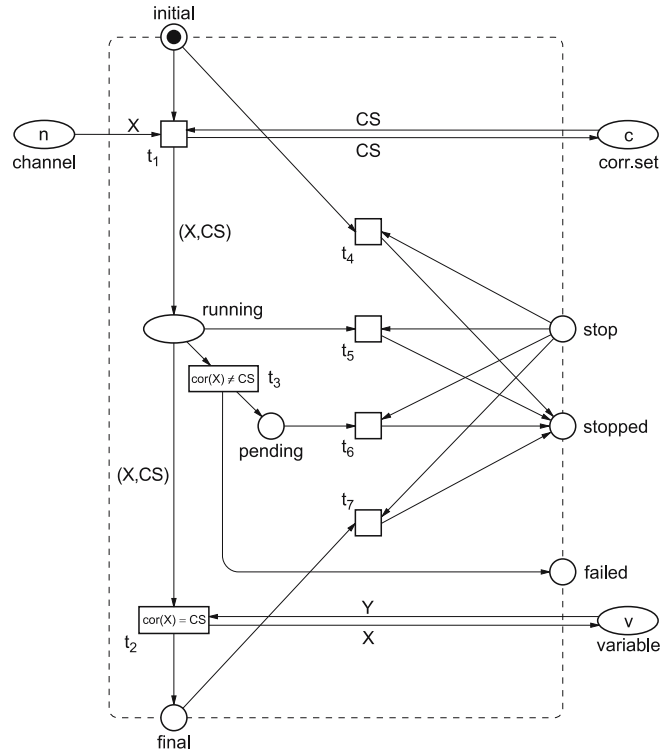 initial
n
X
CS
c
channel
t1
CS
corr.set
(X,CS)
t4
running
t5
stop
cor(X) ≠ CS
t3
pending
t6
stopped
(X,CS)
t7
failed
Y
cor(X) = CS
v
t2
X
variable
final